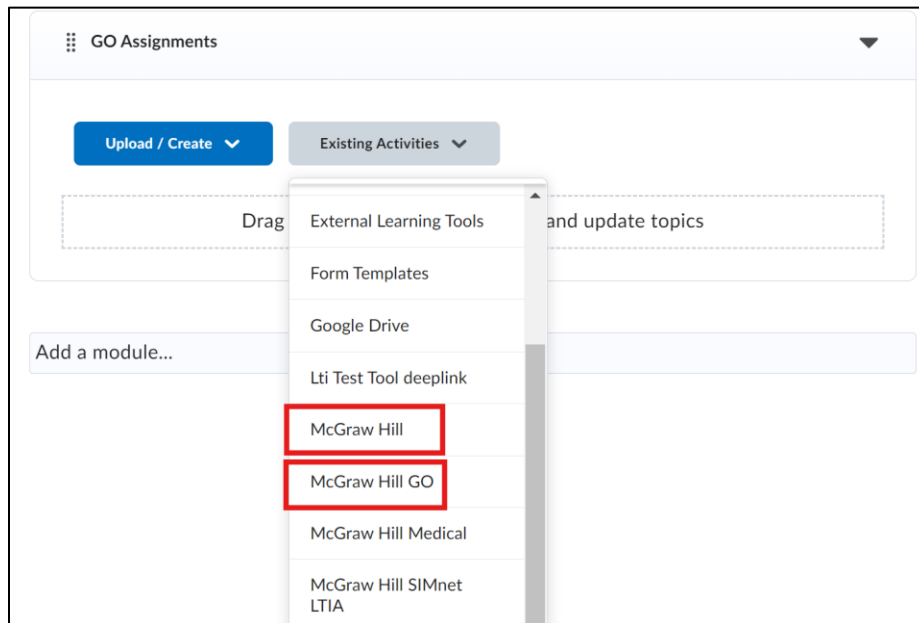 GO Assignments
Upload / Create
Existing Activities
Drag
and update topics
External Learning Tools
Form Templates
Google Drive
Add a module...
Lti Test Tool deeplink
McGraw Hill
McGraw Hill GO
McGraw Hill Medical
McGraw Hill SIMnet
LTIA